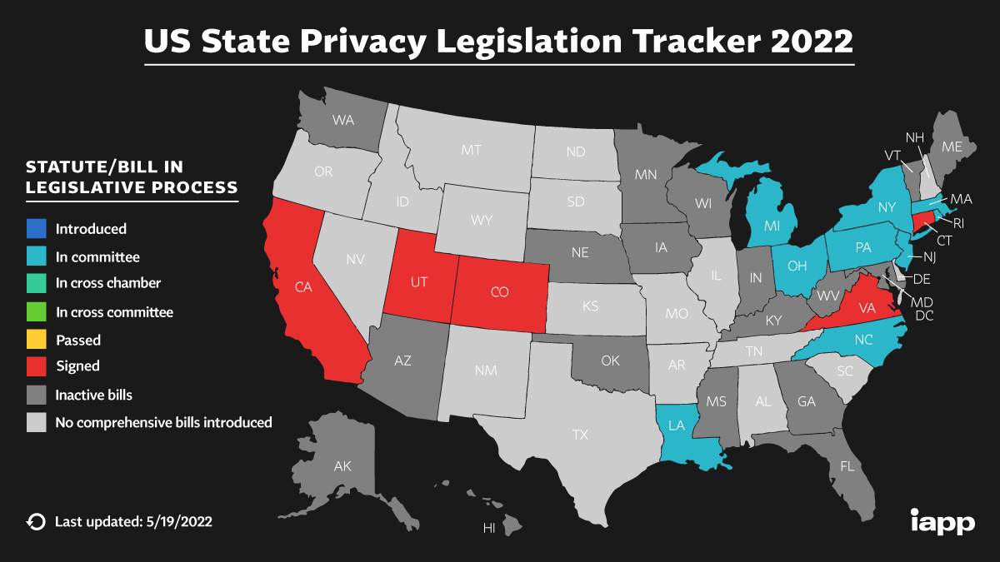 US State Privacy Legislation Tracker 2022
STATUTE/BILL IN
LEGISLATIVE PROCESS
Introduced
In committee
In cross chamber
In cross committee
Passed
Signed
Inactive bills
No comprehensive bills introduced
Last updated: 5/19/2022
WA
OR
CA
NV
ID
MT
WY
UT
CO
AZ
NM
ND
SD
NE
KS
OK
TX
MN
IA
MO
AR
LA
WI
IL
MI
IN
OH
KY
TN
MS
AL
GA
FL
SC
NC
VA
WV
PA
NY
VT
NH
ME
MA
RI
CT
NJ
DE
MD
DC
AK
HI
iapp